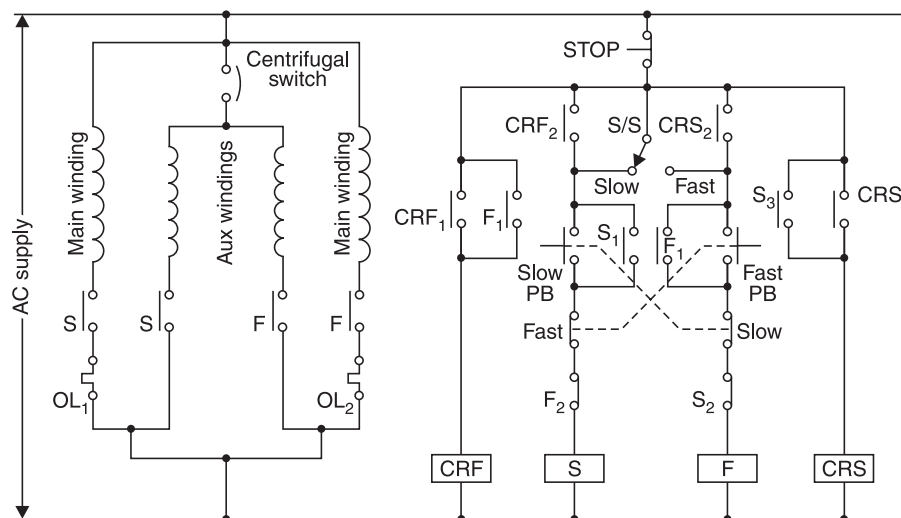 AC supply
Main winding
Centrifugal
switch
Aux windings
Main winding
S
S
F
F
OL1
OL2
STOP
CRF2
S/S
CRS2
Slow
Fast
CRF1
F1
S1
F1
S3
CRS
Slow
PB
Fast
PB
Fast
Slow
F2
S2
CRF
S
F
CRS